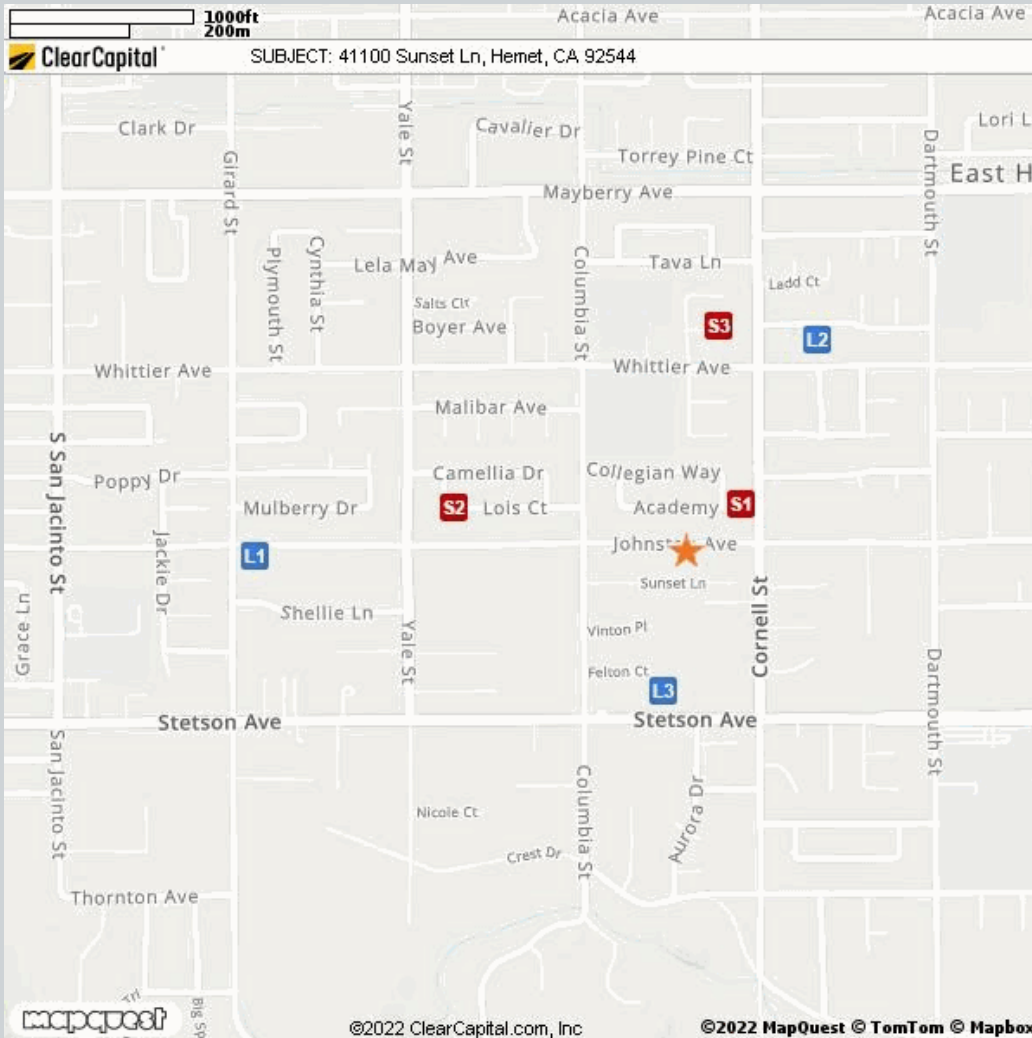 1000ft
200m
Acacia Ave
Acacia Ave
ClearCapital
SUBJECT: 41100 Sunset Ln, Hemet, CA 92544
Clark Dr
Yale St
Cavalier Dr
Lori L
Torrey Pine Ct
Dartmouth St
Girard St
East H
Mayberry Ave
Plymouth St
Cynthia St
Lela May Ave
Columbia St
Tava Ln
Ladd Ct
Salts Clt
Boyer Ave
S3
L2
Whittier Ave
Whittier Ave
Malibar Ave
S San Jacinto St
Poppy Dr
Camellia Dr
Collegian Way
Mulberry Dr
S2
Lois Ct
Academy
S1
Jackie Dr
L1
Ave
Sunset Ln
Cornell St
Grace Ln
Shellie Ln
Yale St
Vinton Pl
Felton Ct
Dartmouth St
L3
Stetson Ave
Stetson Ave
San Jacinto St
Columbia St
Aurora Dr
Nicole Ct
Crest Dr
Thornton Ave
Trl
Big
mapquest
©2022 ClearCapital.com, Inc
©2022 MapQuest © TomTom © Mapbox